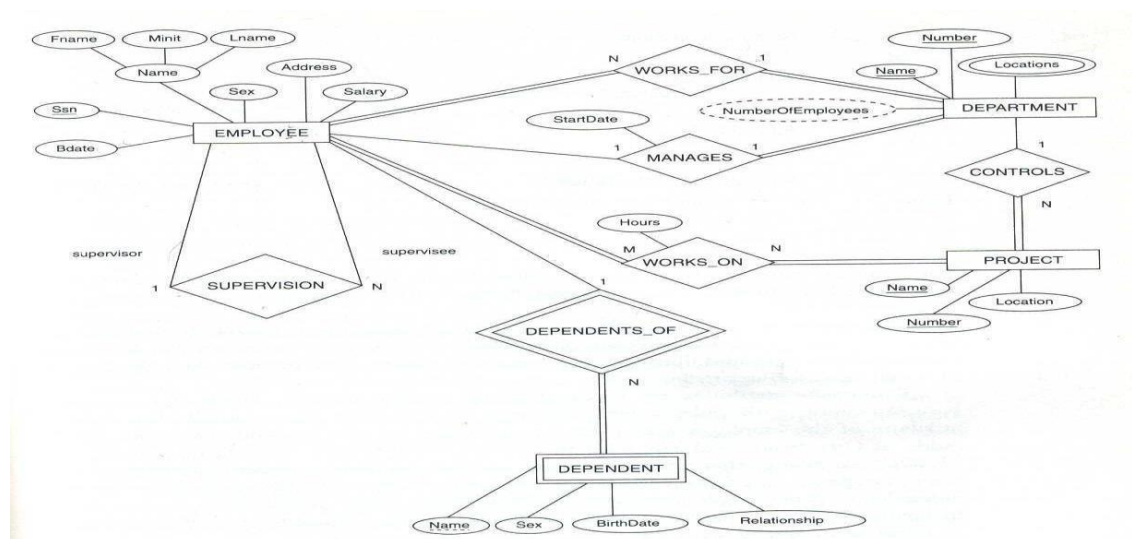 Fname
Minit
Lname
Number
Name
Address
N
WORKS_FOR
1
Locations
Sex
Salary
Name
Ssn
NumberOfEmployees
DEPARTMENT
StartDate
EMPLOYEE
Bdate
1
MANAGES
1
1
CONTROLS
N
Hours
supervisor
supervisee
M
WORKS_ON
N
PROJECT
1
SUPERVISION
N
1
Name
Location
Number
DEPENDENTS_OF
N
DEPENDENT
Name
Sex
BirthDate
Relationship